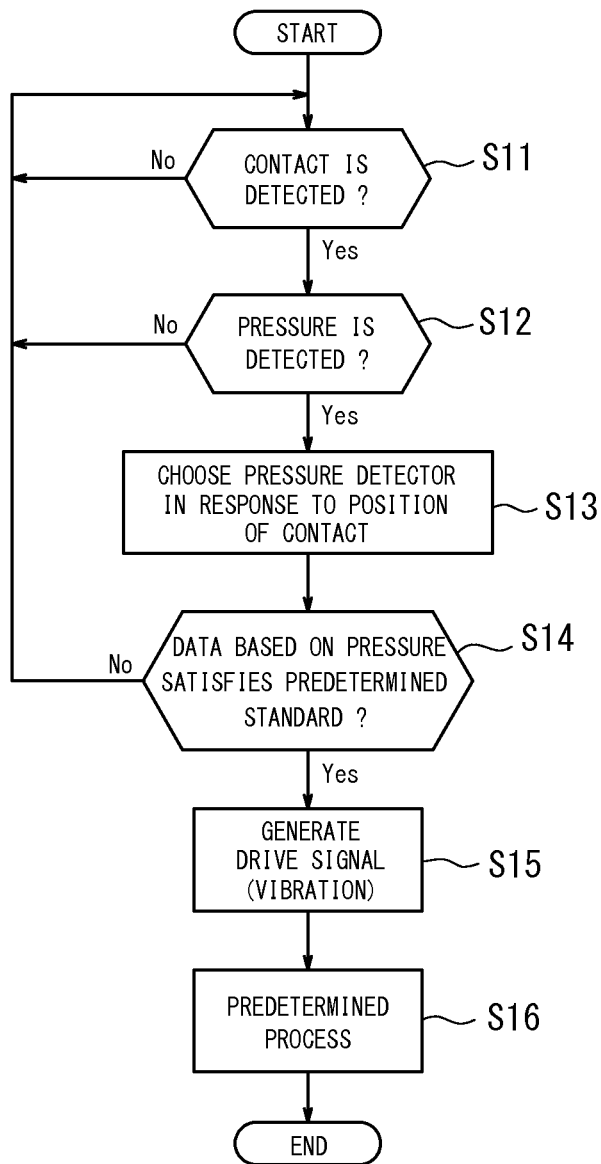 START
CONTACT IS
DETECTED ?
S11
No
Yes
PRESSURE IS
DETECTED ?
S12
No
Yes
CHOOSE PRESSURE DETECTOR
IN RESPONSE TO POSITION
OF CONTACT
S13
DATA BASED ON PRESSURE
SATISFIES PREDETERMINED
STANDARD ?
S14
No
Yes
GENERATE
DRIVE SIGNAL
(VIBRATION)
S15
PREDETERMINED
PROCESS
S16
END